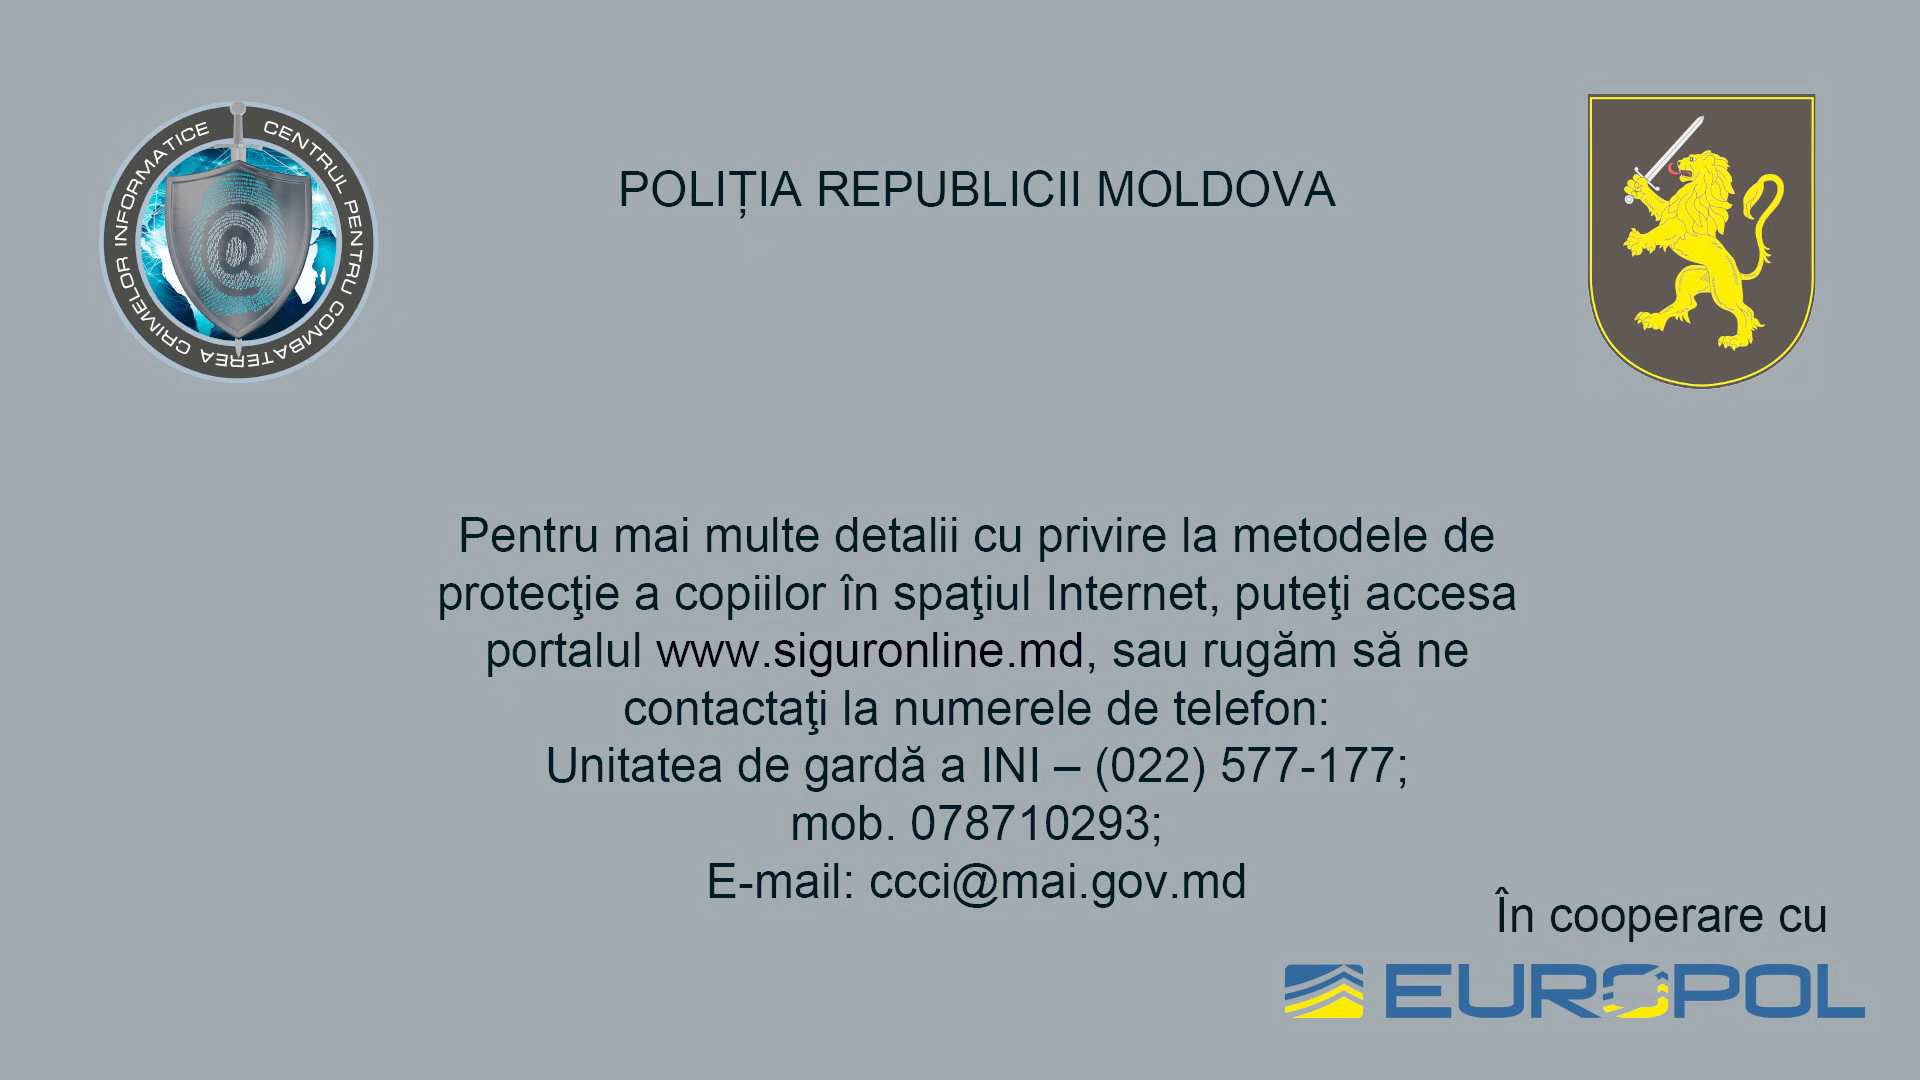 CENTRUL PENTRU COMBATEREA CRIMELOR INFORMATICE
POLIȚIA REPUBLICII MOLDOVA
Pentru mai multe detalii cu privire la metodele de
protecţie a copiilor în spaţiul Internet, puteţi accesa
portalul www.siguronline.md, sau rugăm să ne
contactaţi la numerele de telefon:
Unitatea de gardă a INI – (022) 577-177;
mob. 078710293;
E-mail: ccci@mai.gov.md
În cooperare cu
EUROPOL